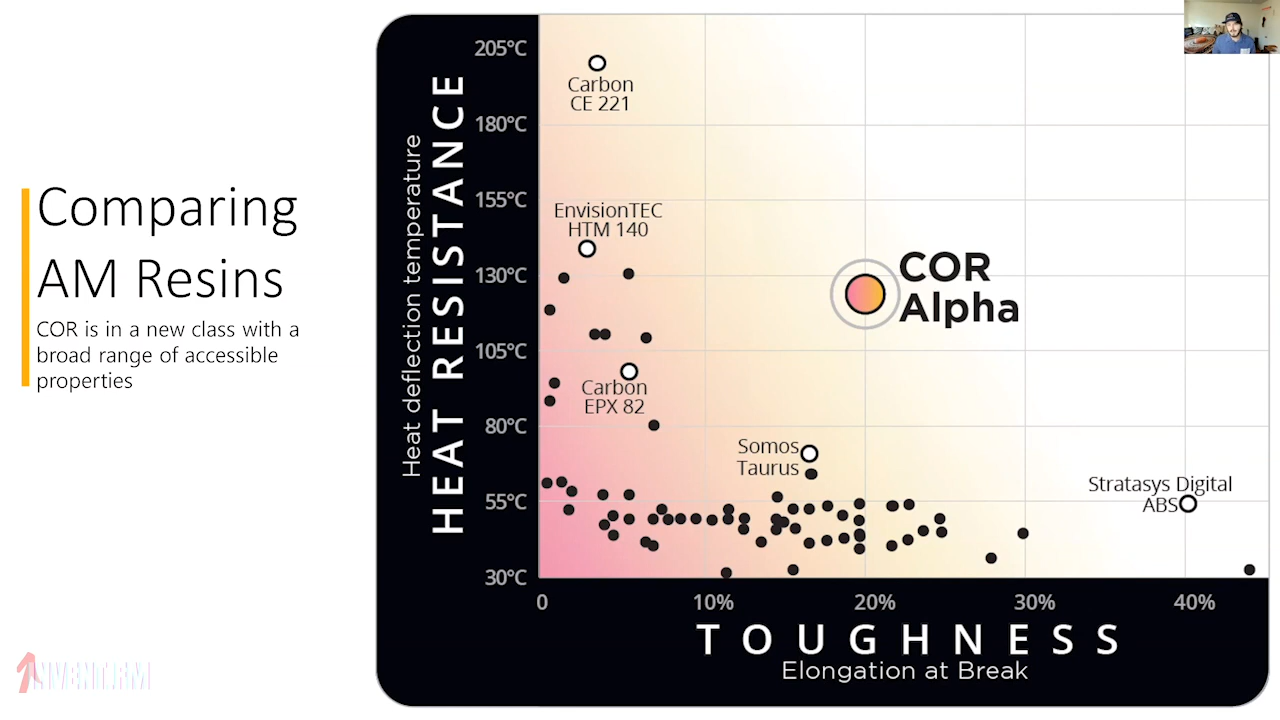 Comparing
AM Resins
COR is in a new class with a
broad range of accessible
properties
HEAT RESISTANCE
Heat deflection temperature
205°C
180°C
155°C
130°C
105°C
80°C
55°C
30°C
Carbon
CE 221
EnvisionTEC
HTM 140
COR
Alpha
Carbon
EPX 82
Somos
Taurus
Stratasys Digital
ABS
0
10%
20%
30%
40%
TOUGHNESS
Elongation at Break